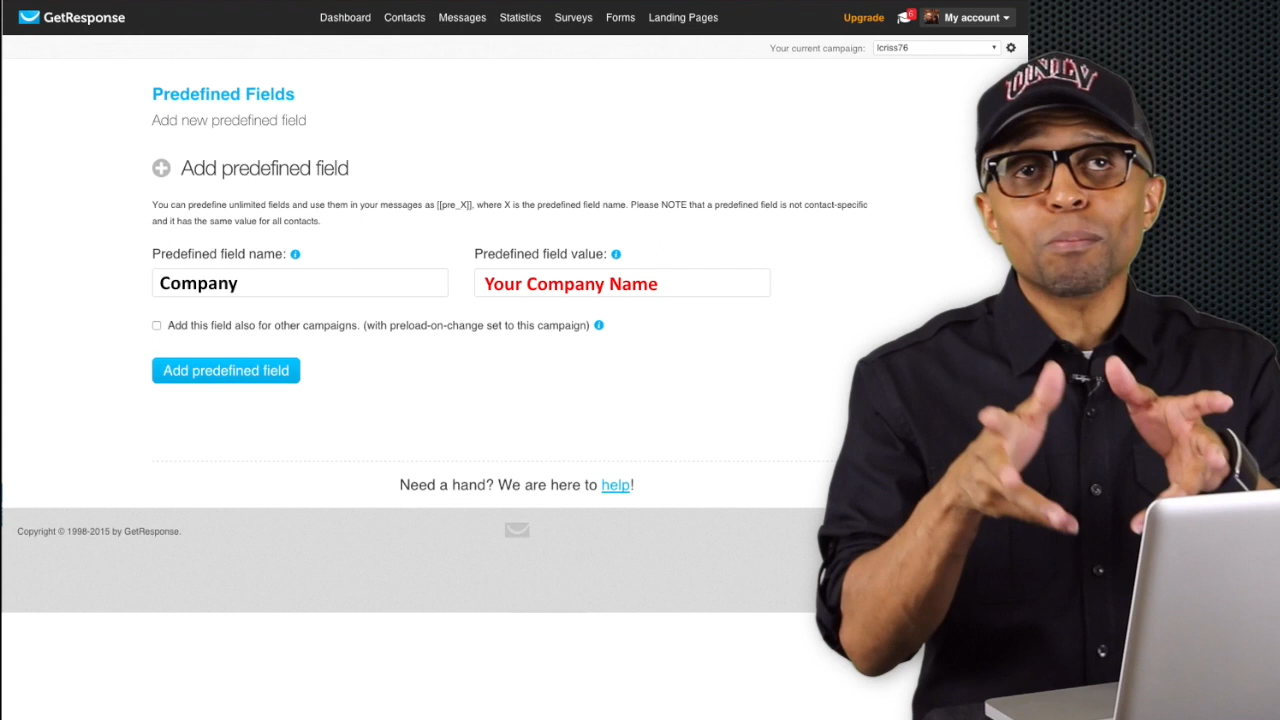 GetResponse
Dashboard Contacts Messages Statistics Surveys Forms Landing Pages
Upgrade 6 My account
Your current campaign: lcriss76
Predefined Fields
Add new predefined field
Add predefined field
You can predefine unlimited fields and use them in your messages as [[pre_X]], where X is the predefined field name. Please NOTE that a predefined field is not contact-specific
and it has the same value for all contacts.
Predefined field name: Predefined field value:
Company Your Company Name
Add this field also for other campaigns. (with preload-on-change set to this campaign)
Add predefined field
Need a hand? We are here to help!
Copyright © 1998-2015 by GetResponse.
UNLV